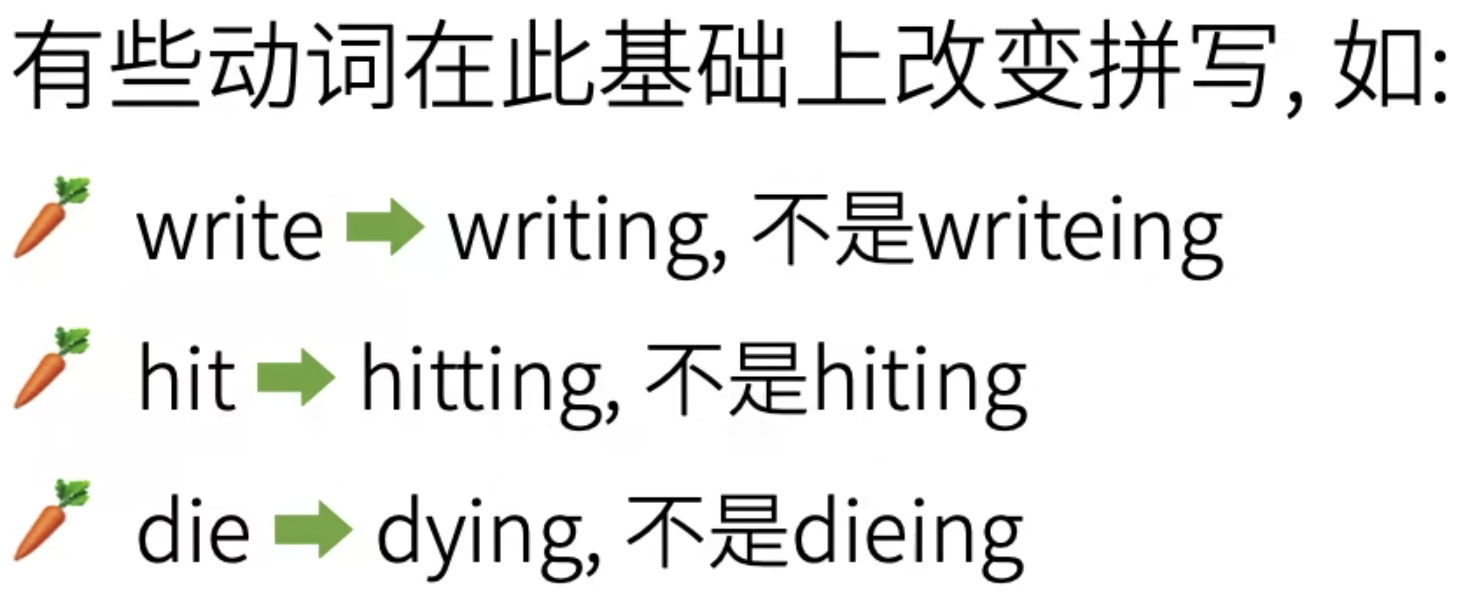 有些动词在此基础上改变拼写, 如:
write ➡ writing, 不是writeing
hit ➡ hitting, 不是hiting
die ➡ dying, 不是dieing